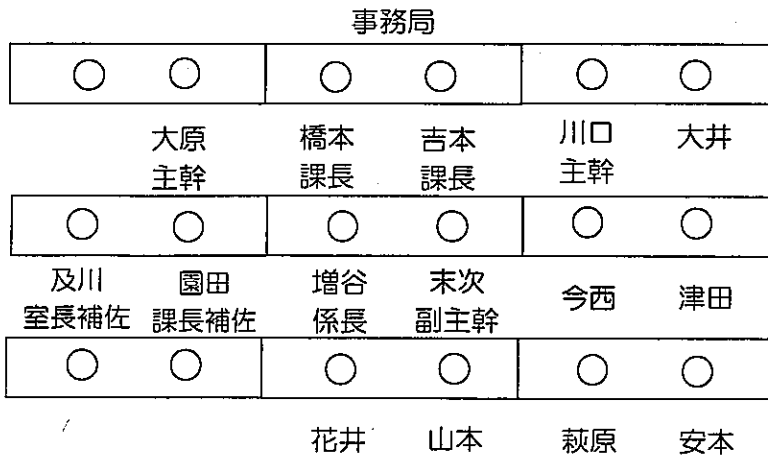 事務局
大原 橋本 吉本 川口 大井
主幹 課長 課長 主幹
及川 園田 増谷 末次 今西 津田
室長補佐 課長補佐 係長 副主幹
花井 山本 萩原 安本